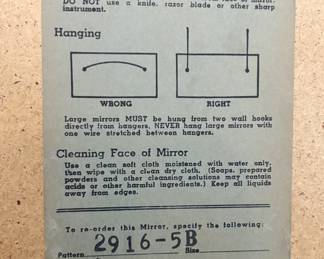 DO NOT use a knife, razor blade or other sharp
instrument.
Hanging
WRONG
RIGHT
Large mirrors MUST be hung from two wall hooks
directly from hangers. NEVER hang large mirrors with
one wire stretched between hangers.
Cleaning Face of Mirror
Use a clean soft cloth moistened with water only,
then wipe with a clean dry cloth. (Soaps, prepared
powders and other cleansing solutions may contain
acids or other harmful ingredients.) Keep all liquids
away from edges.
To re-order this Mirror, specify the following:
2916-5B
Pattern Size